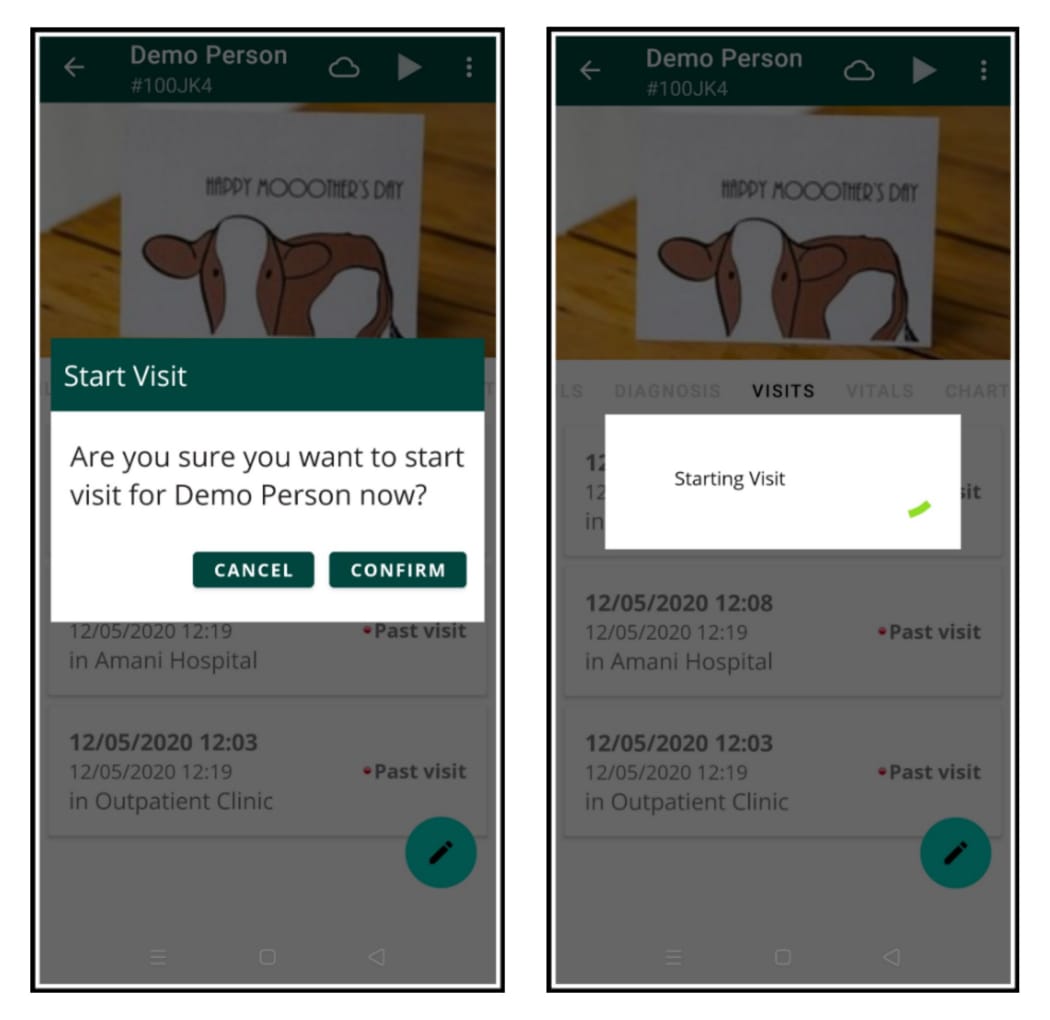 Demo Person
#100JK4
HAPPY MOOOTHER'S DAY
Start Visit
Are you sure you want to start
visit for Demo Person now?
CANCEL CONFIRM
12/05/2020 12:19 Past visit
in Amani Hospital
12/05/2020 12:03
12/05/2020 12:19 Past visit
in Outpatient Clinic
Demo Person
#100JK4
HAPPY MOOOTHER'S DAY
LS DIAGNOSIS VISITS VITALS CHART
Starting Visit
12
12 sit
in
12/05/2020 12:08
12/05/2020 12:19 Past visit
in Amani Hospital
12/05/2020 12:03
12/05/2020 12:19 Past visit
in Outpatient Clinic